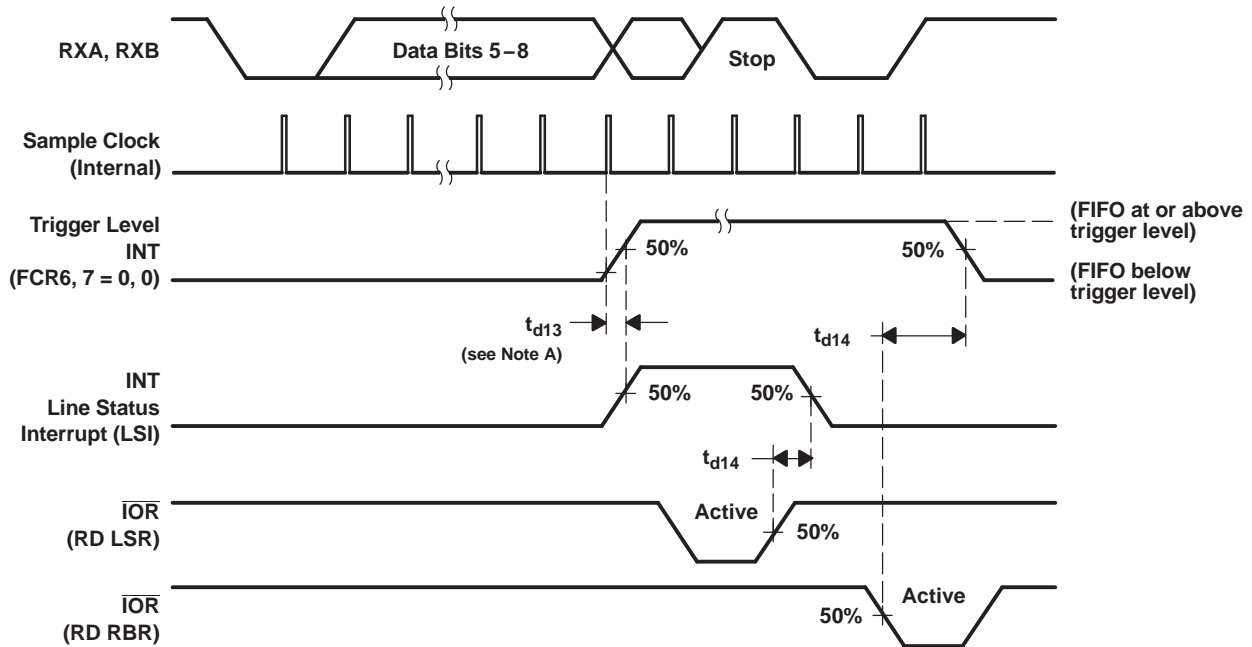 RXA, RXB
Data Bits 5–8
Stop
Sample Clock
(Internal)
Trigger Level
INT
(FCR6, 7 = 0, 0)
50%
50%
(FIFO at or above
trigger level)
(FIFO below
trigger level)
td13
(see Note A)
td14
INT
Line Status
Interrupt (LSI)
50%
50%
td14
IOR
(RD LSR)
Active
50%
IOR
(RD RBR)
50%
Active